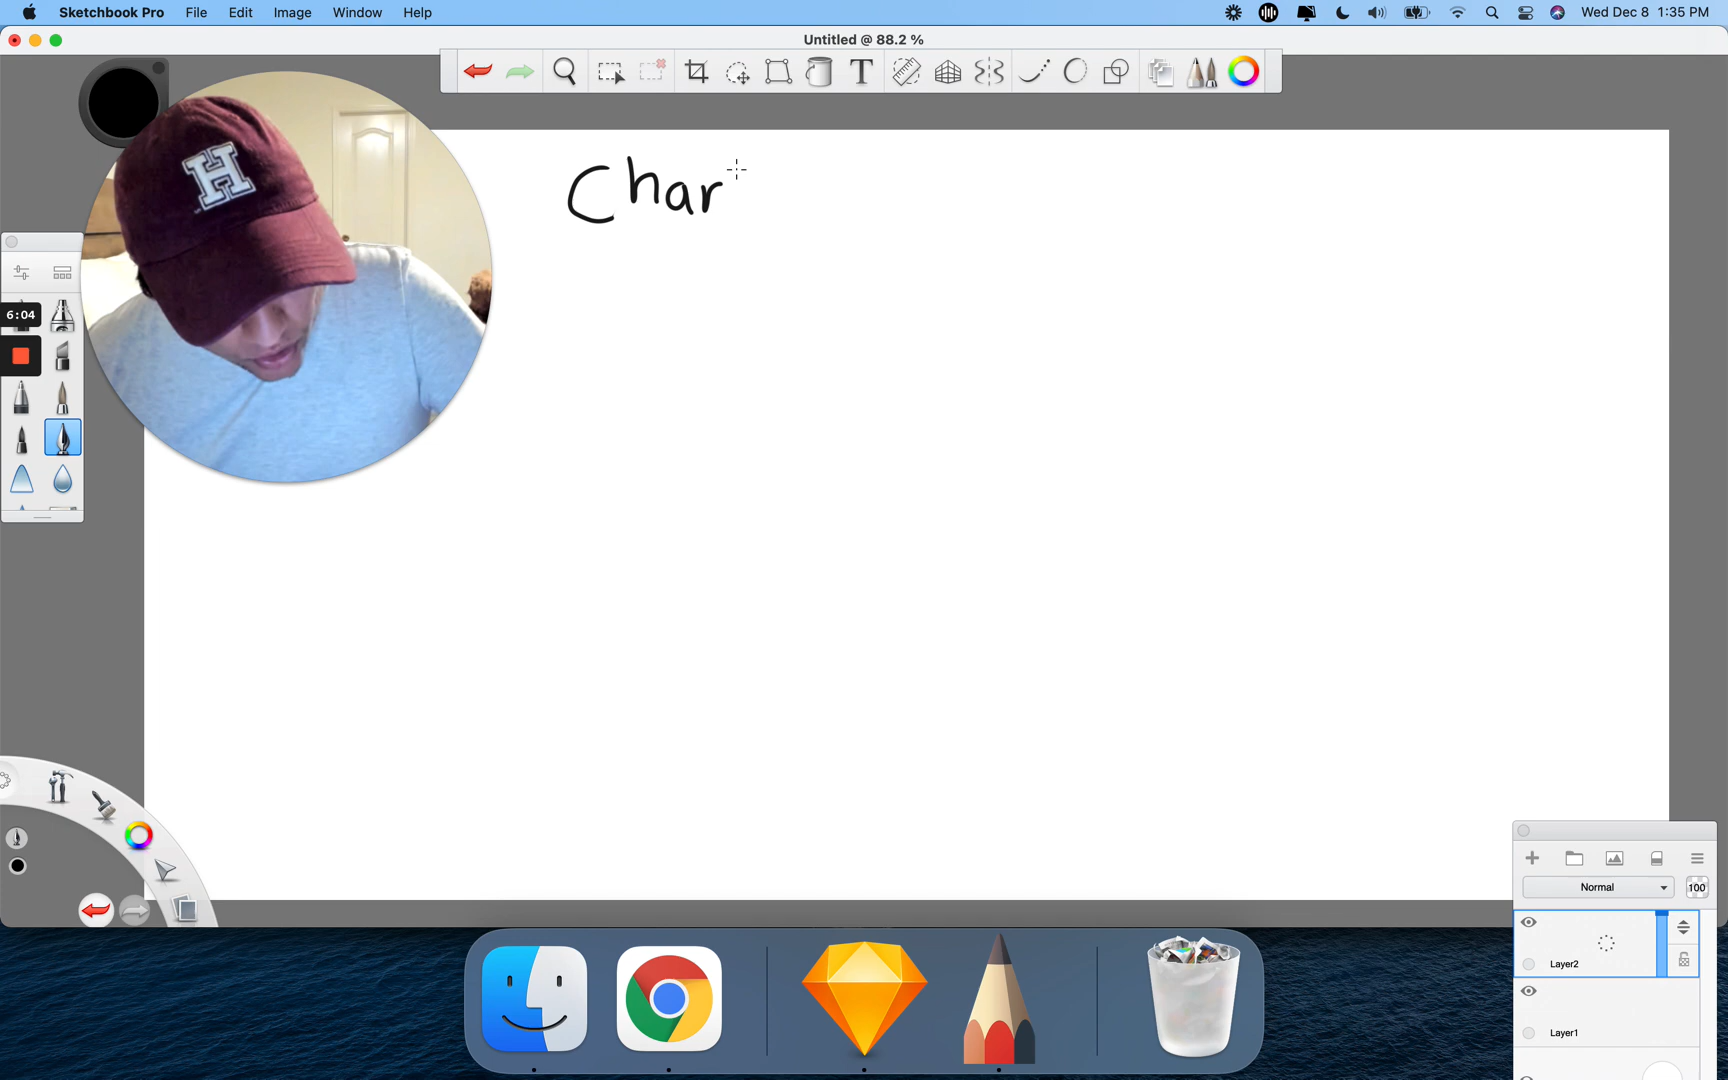 Sketchbook Pro File Edit Image Window Help Wed Dec 8 1:35 PM
Untitled @ 88.2 %
T
Char
H
6:04
Normal 100
Layer2
Layer1